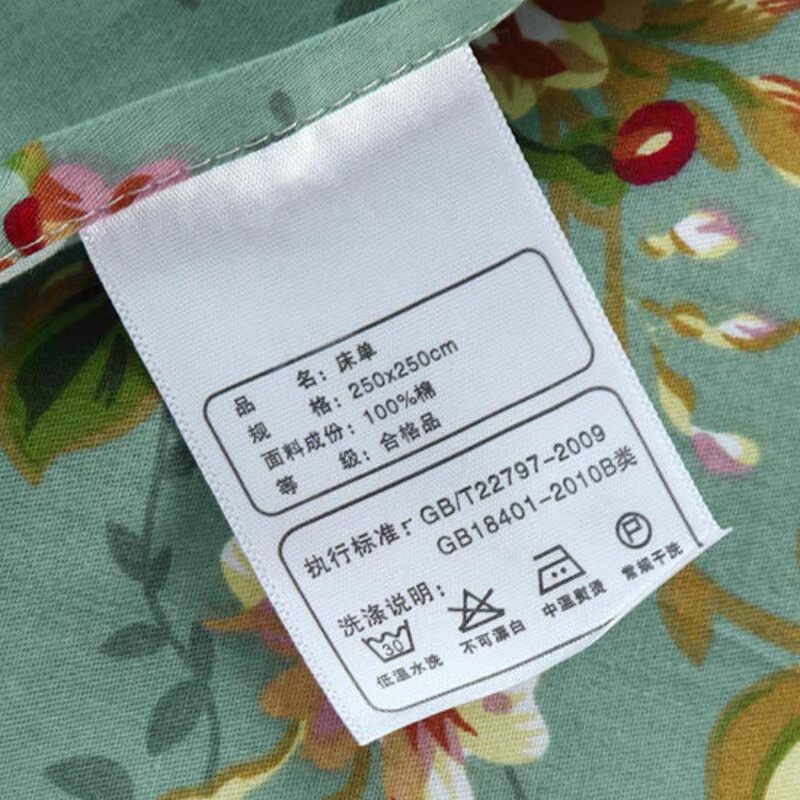 品 名：床单
规 格：250x250cm
面料成份：100%棉
等 级：合格品
执行标准：GB/T22797-2009
GB18401-2010B类
洗涤说明：
30 P
低温水洗 不可漂白 中温熨烫 常规干洗